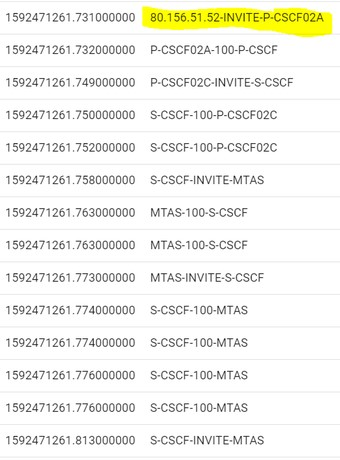 1592471261.731000000 80.156.51.52-INVITE-P-CSCF02A
1592471261.732000000 P-CSCF02A-100-P-CSCF
1592471261.749000000 P-CSCF02C-INVITE-S-CSCF
1592471261.750000000 S-CSCF-100-P-CSCF02C
1592471261.752000000 S-CSCF-100-P-CSCF02C
1592471261.758000000 S-CSCF-INVITE-MTAS
1592471261.763000000 MTAS-100-S-CSCF
1592471261.763000000 MTAS-100-S-CSCF
1592471261.773000000 MTAS-INVITE-S-CSCF
1592471261.774000000 S-CSCF-100-MTAS
1592471261.774000000 S-CSCF-100-MTAS
1592471261.776000000 S-CSCF-100-MTAS
1592471261.776000000 S-CSCF-100-MTAS
1592471261.813000000 S-CSCF-INVITE-MTAS